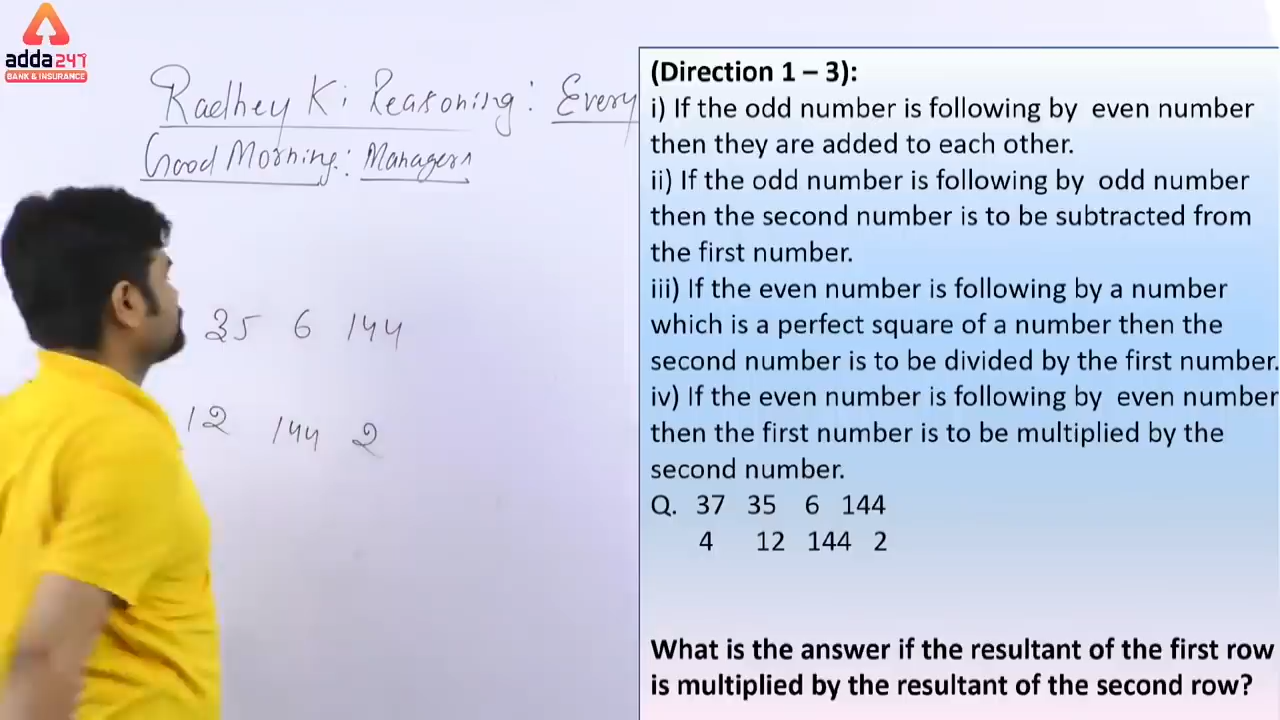 adda247
BANK & INSURANCE
Radhey Ki Reasoning: Every
Good Morning: Managers
35 6 144
12 144 2
(Direction 1 – 3):
i) If the odd number is following by even number
then they are added to each other.
ii) If the odd number is following by odd number
then the second number is to be subtracted from
the first number.
iii) If the even number is following by a number
which is a perfect square of a number then the
second number is to be divided by the first number.
iv) If the even number is following by even number
then the first number is to be multiplied by the
second number.
Q. 37 35 6 144
4 12 144 2
What is the answer if the resultant of the first row
is multiplied by the resultant of the second row?